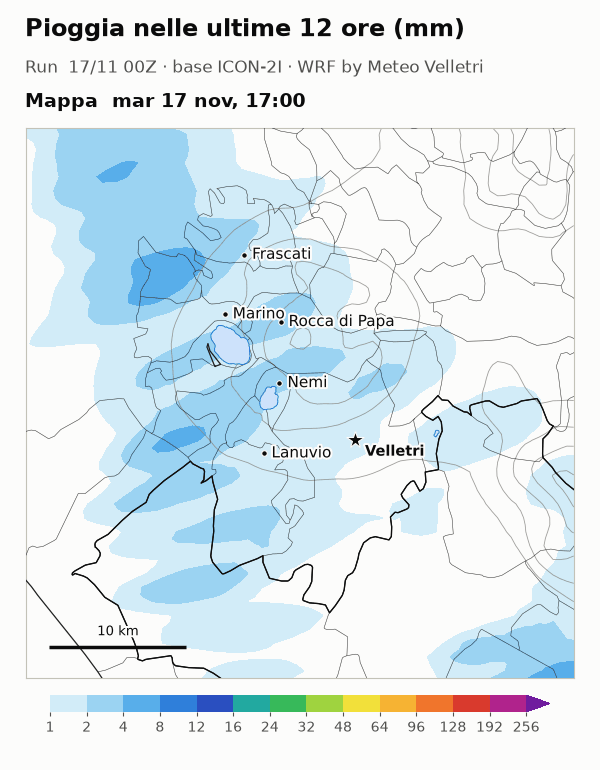 Pioggia nelle ultime 12 ore (mm)
Run  17/11 00Z · base ICON-2I · WRF by Meteo Velletri
Mappa  mar 17 nov, 17:00
Frascati
Marino
Rocca di Papa
Nemi
Velletri
Lanuvio
10 km
1 2 4 8 12 16 24 32 48 64 96 128 192 256